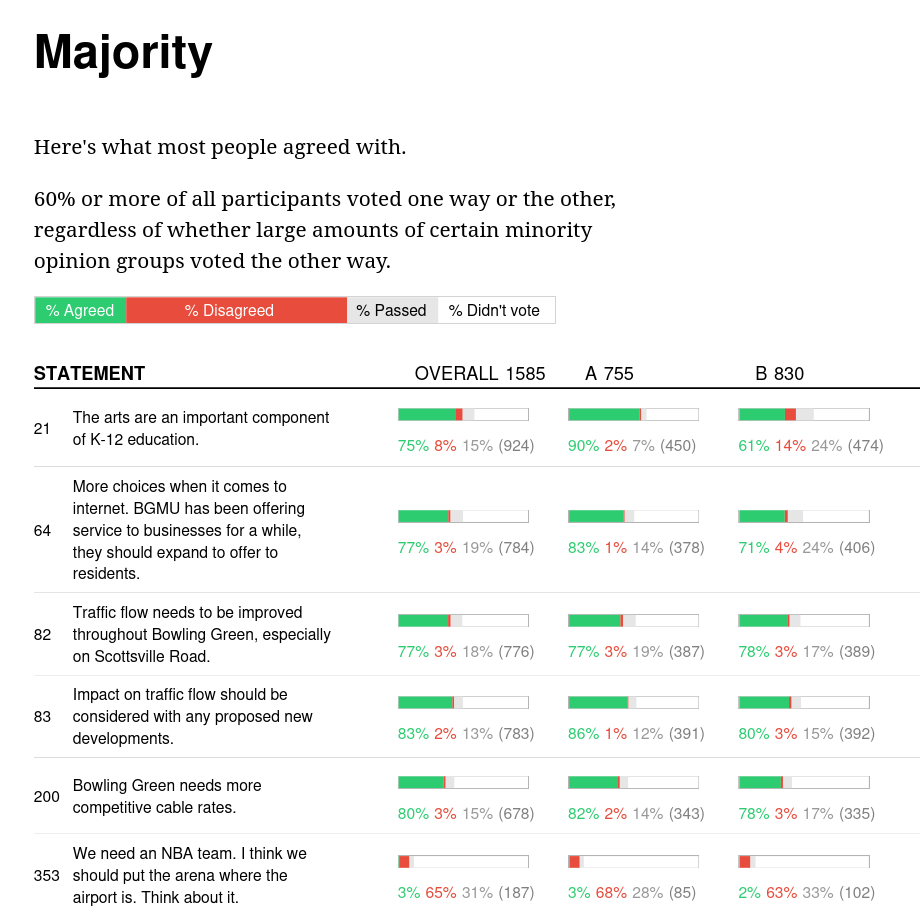 Majority
Here's what most people agreed with.
60% or more of all participants voted one way or the other,
regardless of whether large amounts of certain minority
opinion groups voted the other way.
% Agreed % Disagreed % Passed % Didn't vote
STATEMENT OVERALL 1585 A 755 B 830
21 The arts are an important component
of K-12 education.
75% 8% 15% (924) 90% 2% 7% (450) 61% 14% 24% (474)
More choices when it comes to
internet. BGMU has been offering
64 service to businesses for a while,
they should expand to offer to
residents.
77% 3% 19% (784) 83% 1% 14% (378) 71% 4% 24% (406)
Traffic flow needs to be improved
82 throughout Bowling Green, especially
on Scottsville Road.
77% 3% 18% (776) 77% 3% 19% (387) 78% 3% 17% (389)
Impact on traffic flow should be
83 considered with any proposed new
developments.
83% 2% 13% (783) 86% 1% 12% (391) 80% 3% 15% (392)
200 Bowling Green needs more
competitive cable rates.
80% 3% 15% (678) 82% 2% 14% (343) 78% 3% 17% (335)
We need an NBA team. I think we
353 should put the arena where the
airport is. Think about it.
3% 65% 31% (187) 3% 68% 28% (85) 2% 63% 33% (102)